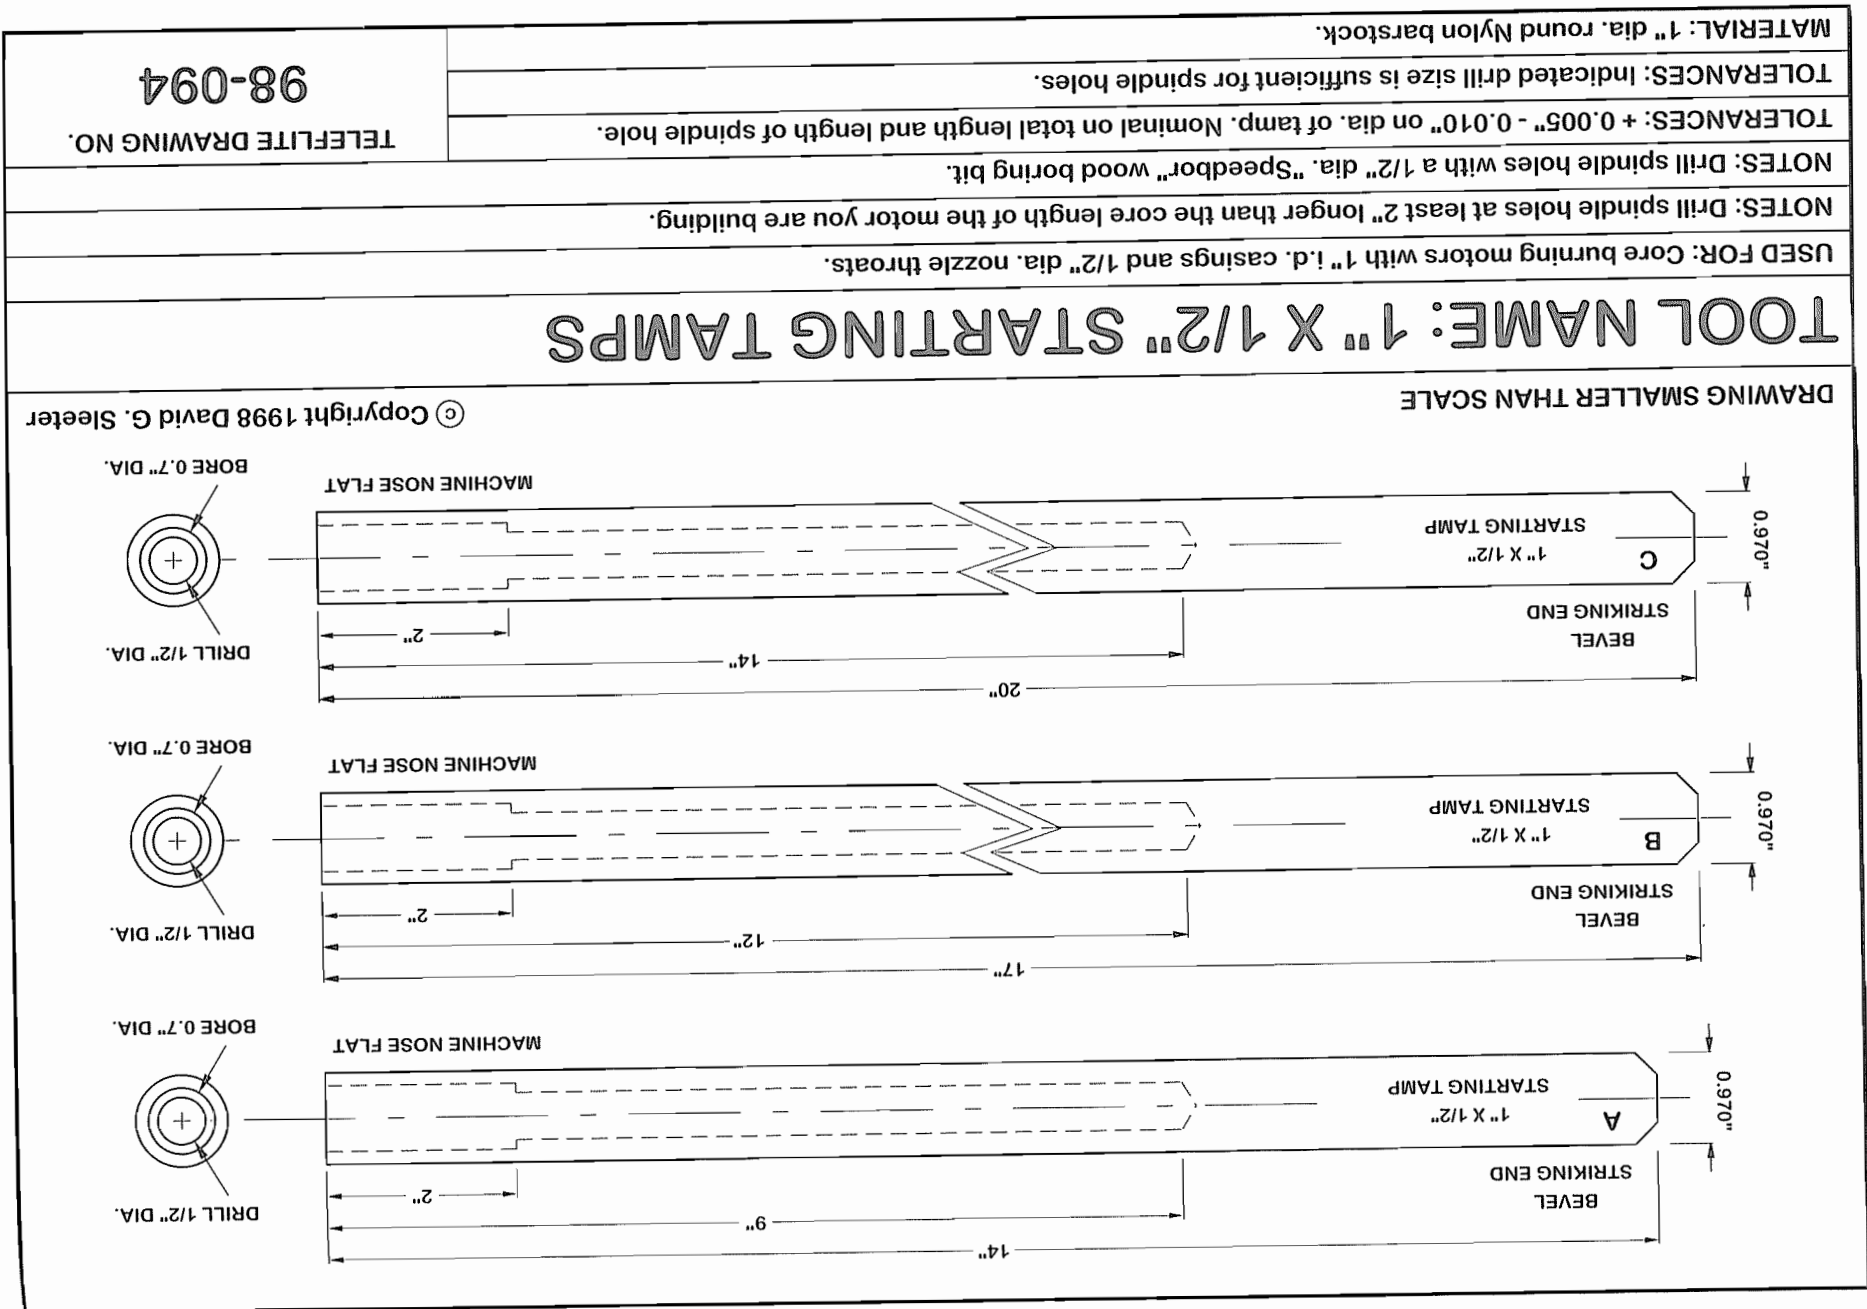 14"
9"
2"
DRILL 1/2" DIA.
BEVEL
STRIKING END
0.970"
A
1" X 1/2"
STARTING TAMP
MACHINE NOSE FLAT
BORE 0.7" DIA.
17"
12"
2"
DRILL 1/2" DIA.
BEVEL
STRIKING END
0.970"
B
1" X 1/2"
STARTING TAMP
MACHINE NOSE FLAT
BORE 0.7" DIA.
20"
14"
2"
DRILL 1/2" DIA.
BEVEL
STRIKING END
0.970"
C
1" X 1/2"
STARTING TAMP
MACHINE NOSE FLAT
BORE 0.7" DIA.
DRAWING SMALLER THAN SCALE
© Copyright 1998 David G. Sleeter
TOOL NAME: 1" X 1/2" STARTING TAMPS
USED FOR: Core burning motors with 1" i.d. casings and 1/2" dia. nozzle throats.
NOTES: Drill spindle holes at least 2" longer than the core length of the motor you are building.
NOTES: Drill spindle holes with a 1/2" dia. "Speedbor" wood boring bit.
TOLERANCES: + 0.005" - 0.010" on dia. of tamp. Nominal on total length and length of spindle hole.
TOLERANCES: Indicated drill size is sufficient for spindle holes.
MATERIAL: 1" dia. round Nylon barstock.
TELEFLITE DRAWING NO.
98-094